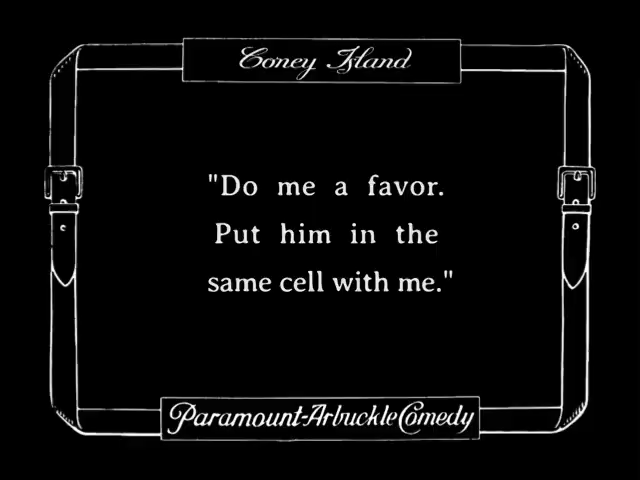 Coney Island
"Do me a favor.
Put him in the
same cell with me."
Paramount-Arbuckle Comedy